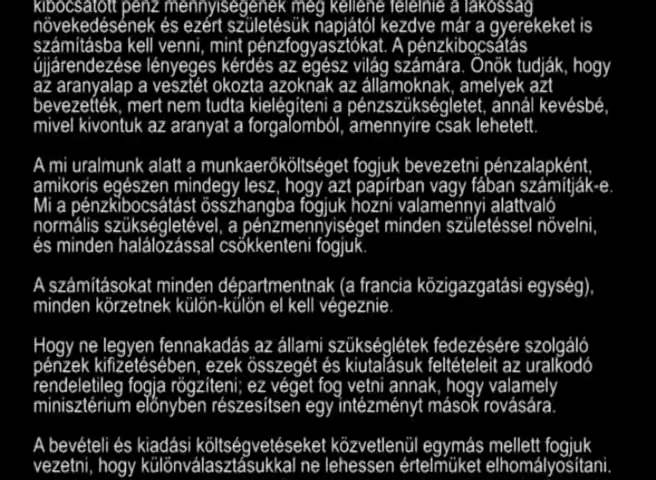 kibocsátott pénz mennyiségének meg kellene felelnie a lakosság
növekedésének és ezért születésük napjától kezdve már a gyerekeket is
számításba kell venni, mint pénzfogyasztókat. A pénzkibocsátás
újjárendezése lényeges kérdés az egész világ számára. Önök tudják, hogy
az aranyalap a vesztét okozta azoknak az államoknak, amelyek azt
bevezették, mert nem tudta kielégíteni a pénzszükségletet, annál kevésbé,
mivel kivontuk az aranyat a forgalomból, amennyire csak lehetett.
A mi uralmunk alatt a munkaerőköltséget fogjuk bevezetni pénzalapként,
amikoris egészen mindegy lesz, hogy azt papírban vagy fában számítják-e.
Mi a pénzkibocsátást összhangba fogjuk hozni valamennyi alattvaló
normális szükségletével, a pénzmennyiséget minden születéssel növelni,
és minden halálozással csökkenteni fogjuk.
A számításokat minden départmentnak (a francia közigazgatási egység),
minden körzetnek külön-külön el kell végeznie.
Hogy ne legyen fennakadás az állami szükséglétek fedezésére szolgáló
pénzek kifizetésében, ezek összegét és kiutalásuk feltételeit az uralkodó
rendeletileg fogja rögzíteni; ez véget fog vetni annak, hogy valamely
minisztérium előnyben részesítsen egy intézményt mások rovására.
A bevételi és kiadási költségvetéseket közvetlenül egymás mellett fogjuk
vezetni, hogy különválasztásukkal ne lehessen értelmüket elhomályosítani.